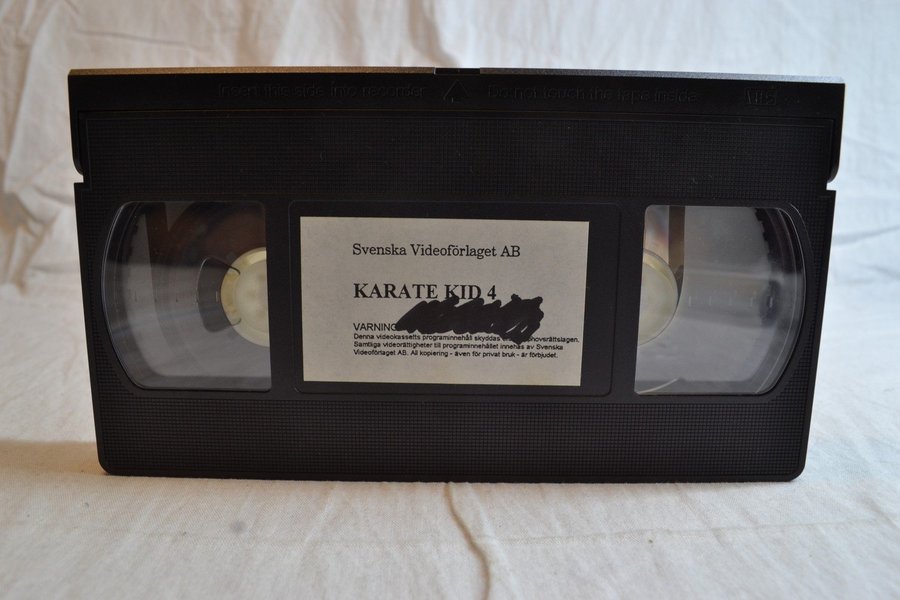 Insert this side into recorder Do not touch the tape inside VHS
Svenska Videoförlaget AB
KARATE KID 4
VARNING
Denna videokassetts programinnehåll skyddas
Samtliga videorättigheter till programinnehållet innehas av Svenska
Videoförlaget AB. All kopiering - även för privat bruk - är förbjudet.